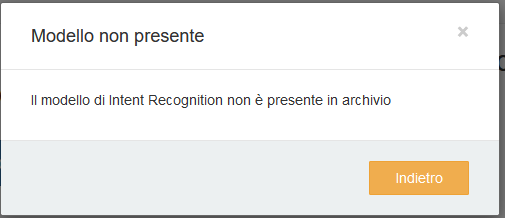 Modello non presente
×
Il modello di Intent Recognition non è presente in archivio
Indietro